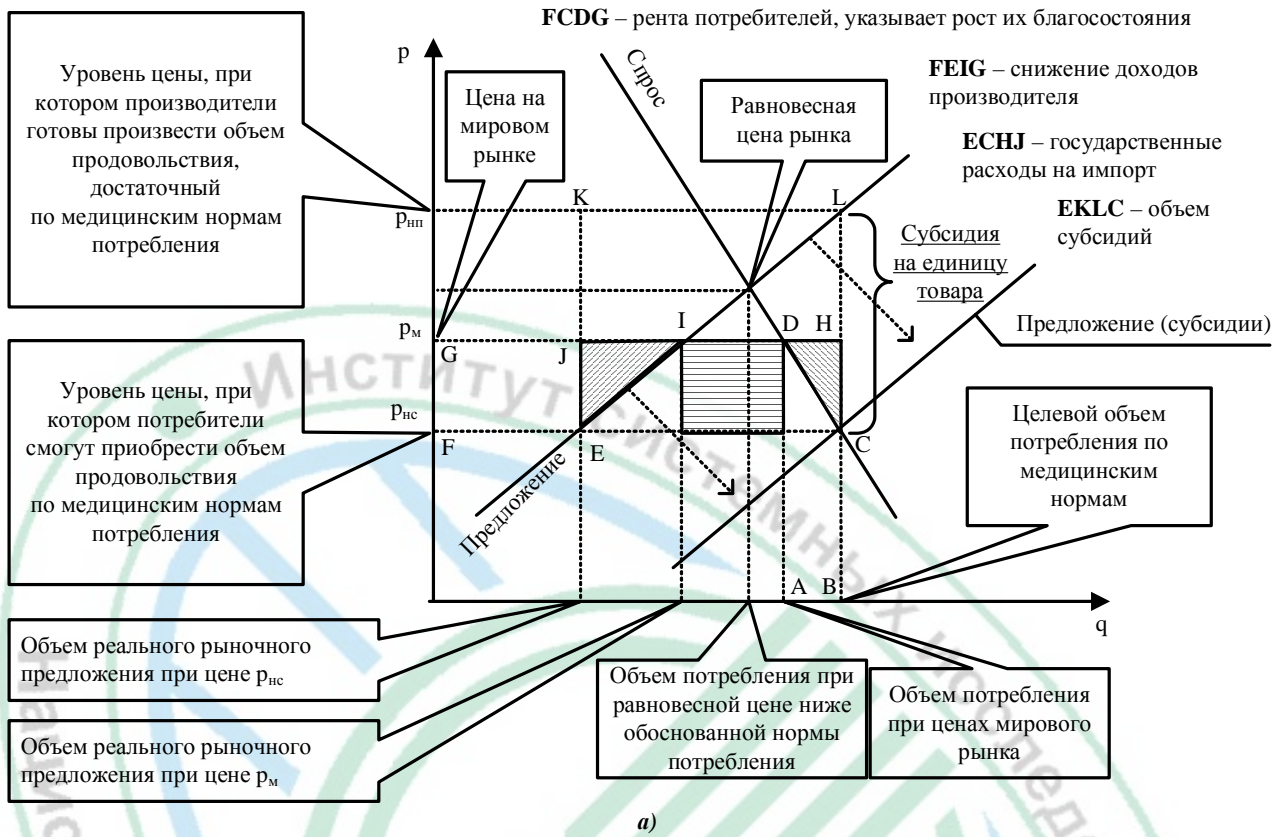 FCDG – рента потребителей, указывает рост их благосостояния
Уровень цены, при
котором производители
готовы произвести объем
продовольствия,
достаточный
по медицинским нормам
потребления
p
Цена на
мировом
рынке
Спрос
Равновесная
цена рынка
FEIG – снижение доходов
производителя
ECHJ – государственные
расходы на импорт
EKLC – объем
субсидий
pнп
K
L
Субсидия
на единицу
товара
pм
G
J
I
D
H
Предложение (субсидии)
Уровень цены, при
котором потребители
смогут приобрести объем
продовольствия
по медицинским нормам
потребления
pнс
F
E
C
Предложение
Целевой объем
потребления по
медицинским
нормам
A
B
q
Объем реального рыночного
предложения при цене pнс
Объем реального рыночного
предложения при цене pм
Объем потребления при
равновесной цене ниже
обоснованной нормы
потребления
Объем потребления
при ценах мирового
рынка
а)
Институт системных исследо
Нацио